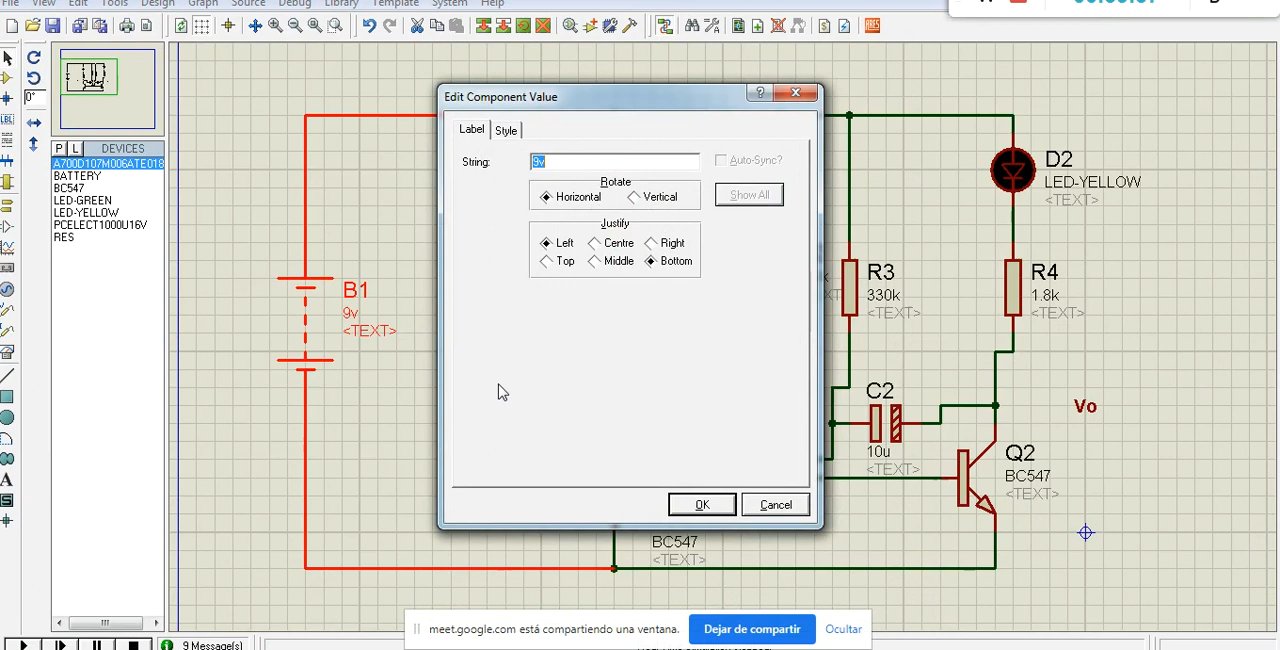 View
Edit
Tools
Design
Graph
Source
Debug
Library
Template
System
Help
ARES
0°
LBL
P L DEVICES
A700D107M006ATE018
BATTERY
BC547
LED-GREEN
LED-YELLOW
PCELECT1000U16V
RES
Edit Component Value
Label
Style
String:
9v
Auto-Sync?
Rotate
Horizontal
Vertical
Show All
Justify
Left
Centre
Right
Top
Middle
Bottom
OK
Cancel
B1
9v
<TEXT>
D2
LED-YELLOW
<TEXT>
R3
330k
<TEXT>
R4
1.8k
<TEXT>
C2
10u
<TEXT>
Vo
Q2
BC547
<TEXT>
BC547
<TEXT>
meet.google.com está compartiendo una ventana.
Dejar de compartir
Ocultar
9 Message(s)